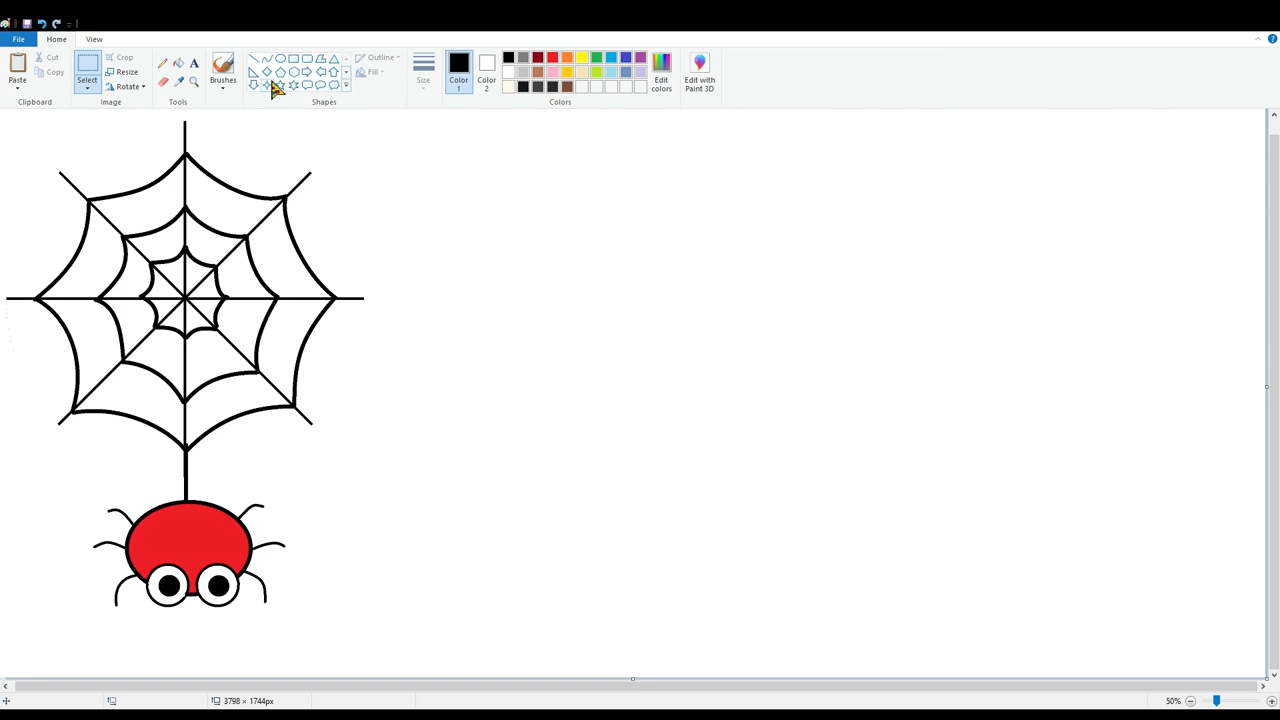 File Home View
Paste Cut Copy Select Crop Resize Rotate Brushes Outline Fill Size Color 1 Color 2 Edit colors Edit with Paint 3D
Clipboard Image Tools Shapes Colors
3798 × 1744px 50%